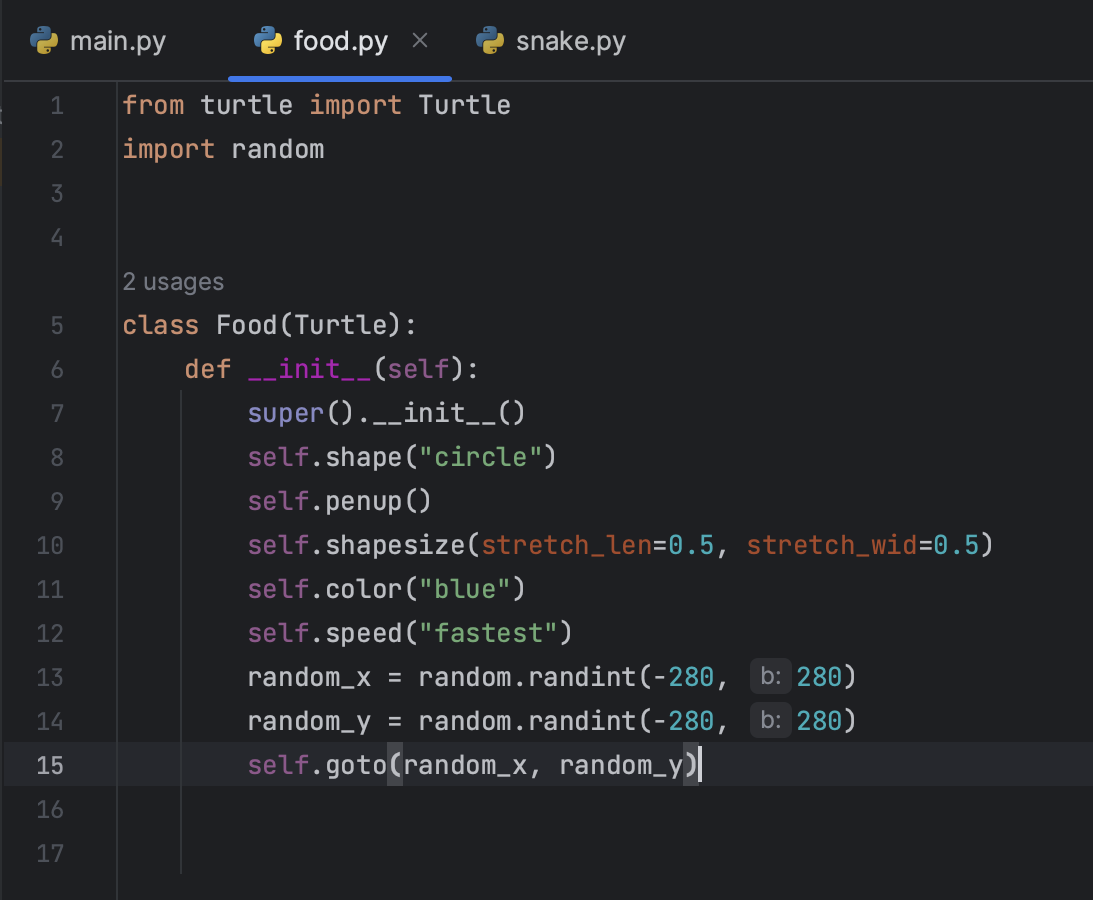 main.py food.py snake.py
1 from turtle import Turtle
2 import random
3
4
2 usages
5 class Food(Turtle):
6     def __init__(self):
7         super().__init__()
8         self.shape("circle")
9         self.penup()
10         self.shapesize(stretch_len=0.5, stretch_wid=0.5)
11         self.color("blue")
12         self.speed("fastest")
13         random_x = random.randint(-280, b: 280)
14         random_y = random.randint(-280, b: 280)
15         self.goto(random_x, random_y)
16
17